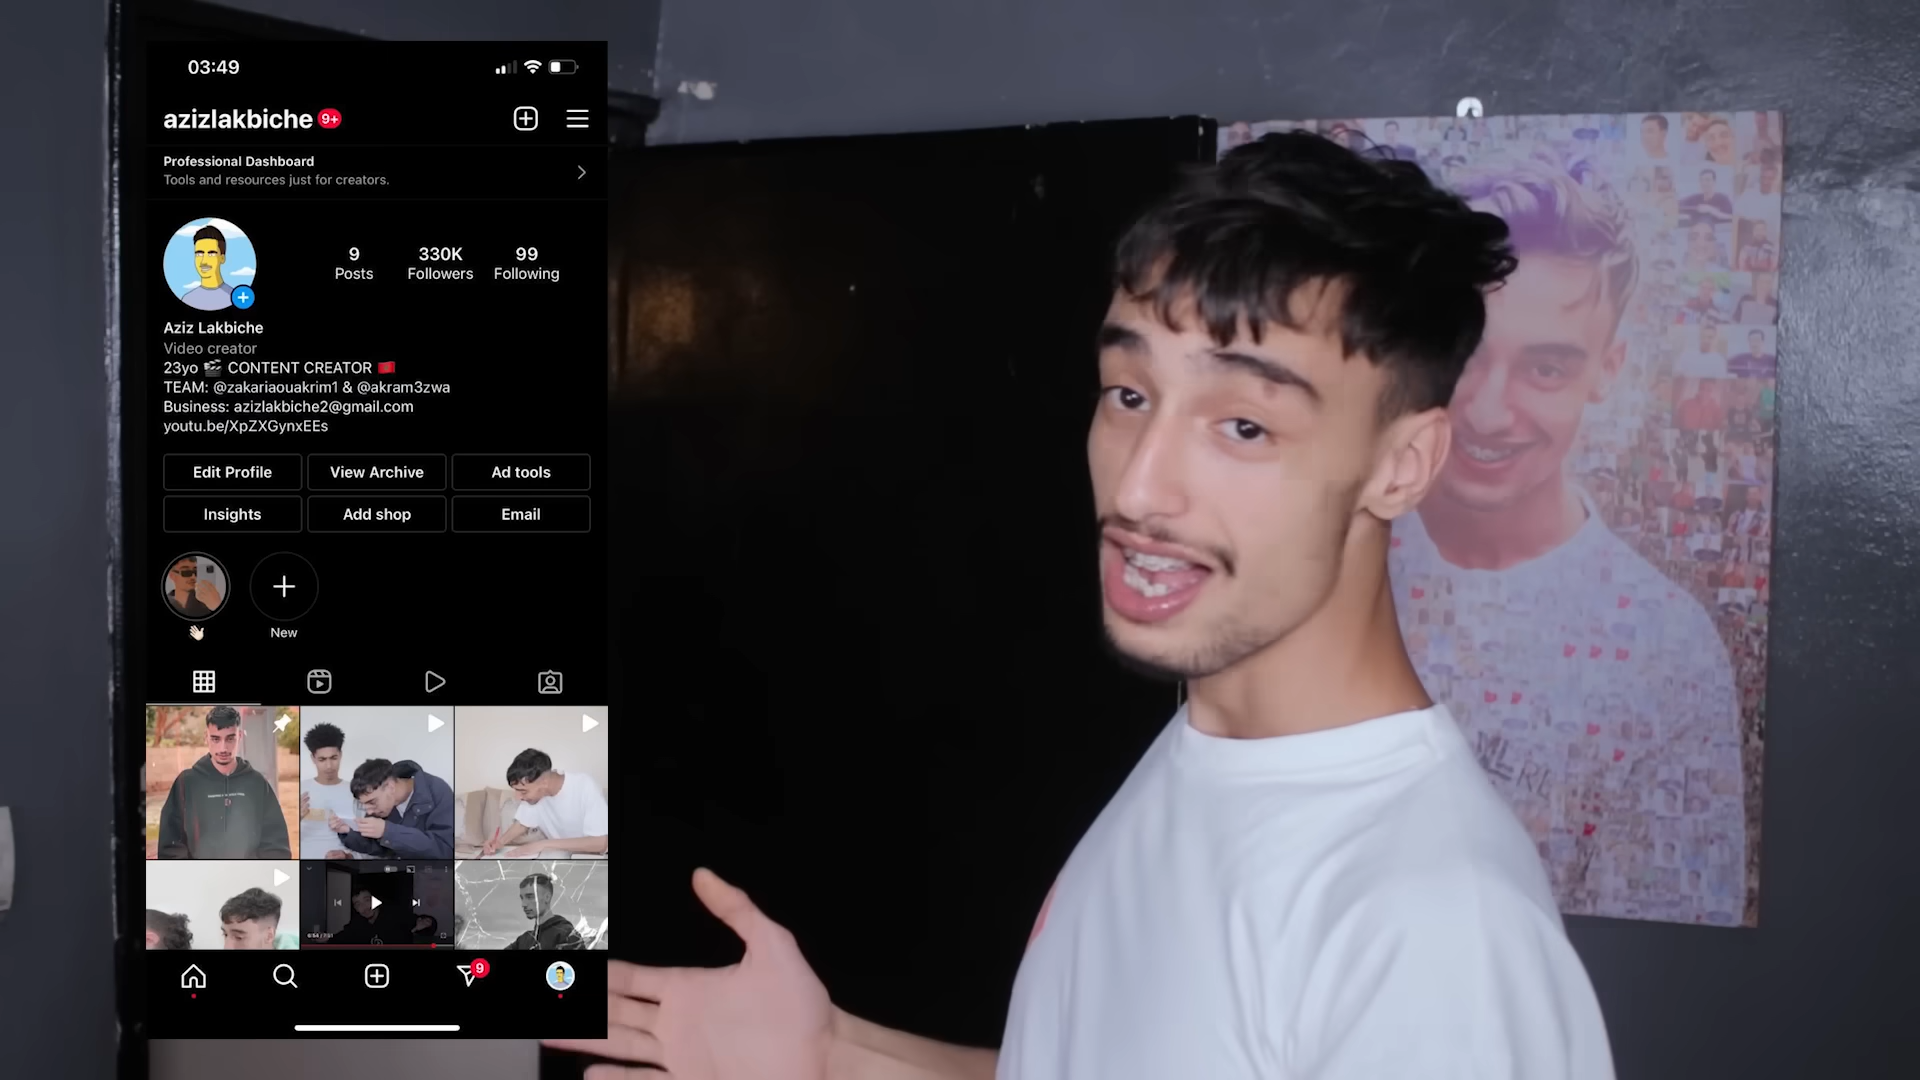 03:49
azizlakbiche 9+
Professional Dashboard
Tools and resources just for creators.
9 330K 99
Posts Followers Following
Aziz Lakbiche
Video creator
23yo 🎬 CONTENT CREATOR 🇲🇦
TEAM: @zakariaouakrim1 & @akram3zwa
Business: azizlakbiche2@gmail.com
youtu.be/XpZXGynxEEs
Edit Profile View Archive Ad tools
Insights Add shop Email
👋🏻 New
9